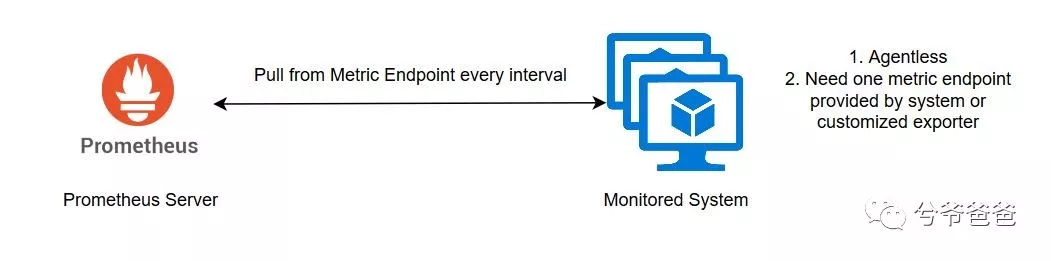 Pull from Metric Endpoint every interval
Prometheus
Prometheus Server
Monitored System
1. Agentless
2. Need one metric endpoint
provided by system or
customized exporter
兮爷爸爸